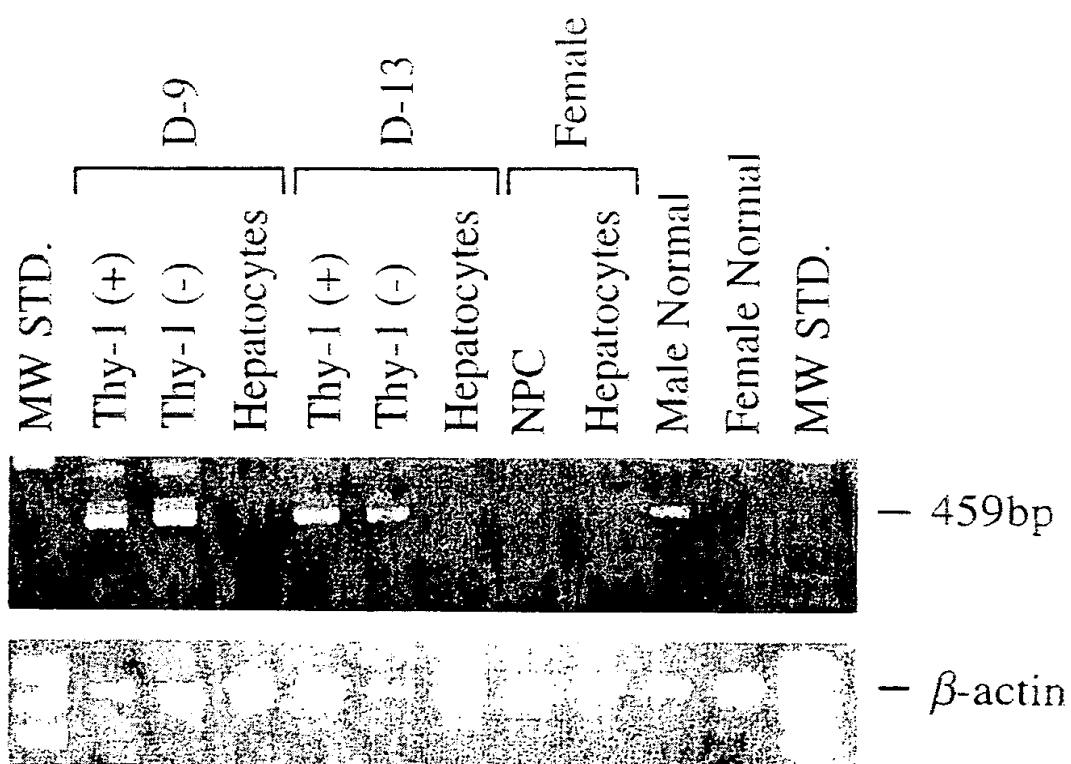 D-9
D-13
Female
MW STD.
Thy-1 (+)
Thy-1 (-)
Hepatocytes
Thy-1 (+)
Thy-1 (-)
Hepatocytes
NPC
Hepatocytes
Male Normal
Female Normal
MW STD.
— 459bp
— β-actin